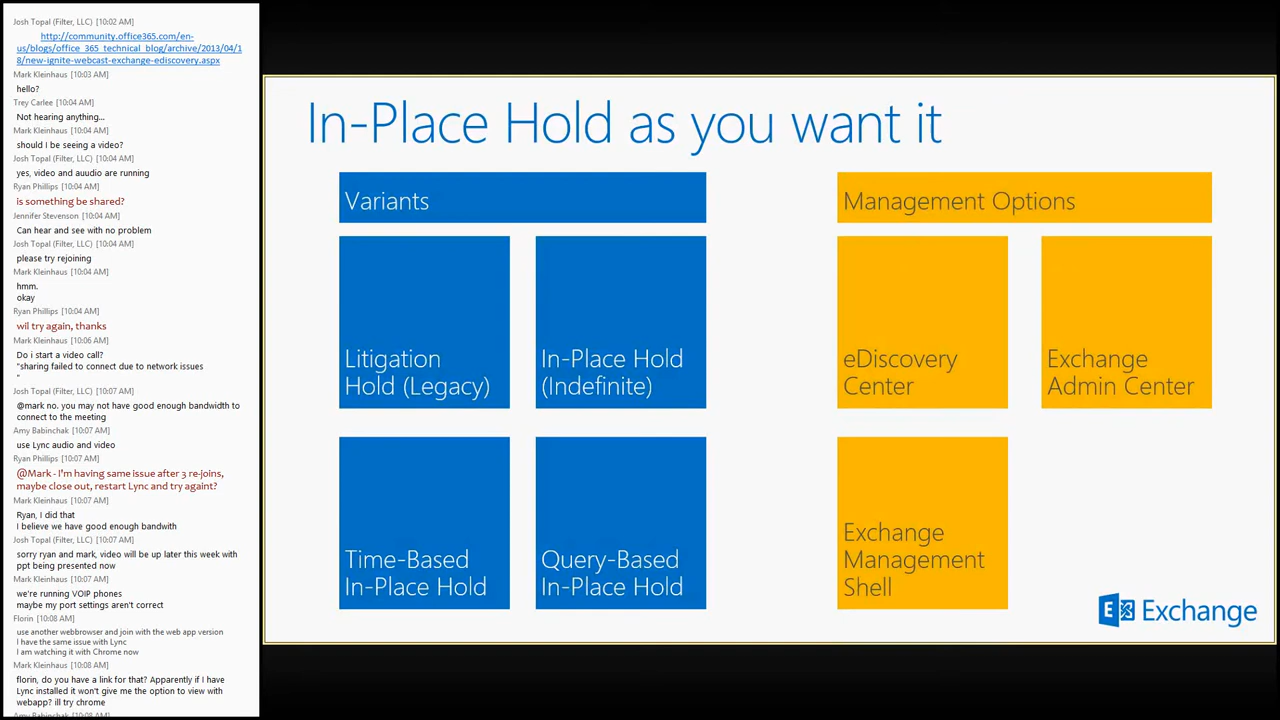 Josh Topal (Filter, LLC) [10:02 AM]
http://community.office365.com/en-
us/blogs/office_365_technical_blog/archive/2013/04/1
8/new-ignite-webcast-exchange-ediscovery.aspx
Mark Kleinhaus [10:03 AM]
hello?
Trey Carlee [10:04 AM]
Not hearing anything...
Mark Kleinhaus [10:04 AM]
should I be seeing a video?
Josh Topal (Filter, LLC) [10:04 AM]
yes, video and auudio are running
Ryan Phillips [10:04 AM]
is something be shared?
Jennifer Stevenson [10:04 AM]
Can hear and see with no problem
Josh Topal (Filter, LLC) [10:04 AM]
please try rejoining
Mark Kleinhaus [10:04 AM]
hmm.
okay
Ryan Phillips [10:04 AM]
wil try again, thanks
Mark Kleinhaus [10:06 AM]
Do i start a video call?
"sharing failed to connect due to network issues
"
Josh Topal (Filter, LLC) [10:07 AM]
@mark no. you may not have good enough bandwidth to
connect to the meeting
Amy Babinchak [10:07 AM]
use Lync audio and video
Ryan Phillips [10:07 AM]
@Mark - I'm having same issue after 3 re-joins,
maybe close out, restart Lync and try againt?
Mark Kleinhaus [10:07 AM]
Ryan, I did that
I believe we have good enough bandwith
Josh Topal (Filter, LLC) [10:07 AM]
sorry ryan and mark, video will be up later this week with
ppt being presented now
Mark Kleinhaus [10:07 AM]
we're running VOIP phones
maybe my port settings aren't correct
Florin [10:08 AM]
use another webbrowser and join with the web app version
I have the same issue with Lync
I am watching it with Chrome now
Mark Kleinhaus [10:08 AM]
florin, do you have a link for that? Apparently if I have
Lync installed it won't give me the option to view with
webapp? ill try chrome
Amy Babinchak [10:08 AM]
In-Place Hold as you want it
Variants
Management Options
Litigation
Hold (Legacy)
In-Place Hold
(Indefinite)
eDiscovery
Center
Exchange
Admin Center
Time-Based
In-Place Hold
Query-Based
In-Place Hold
Exchange
Management
Shell
Exchange